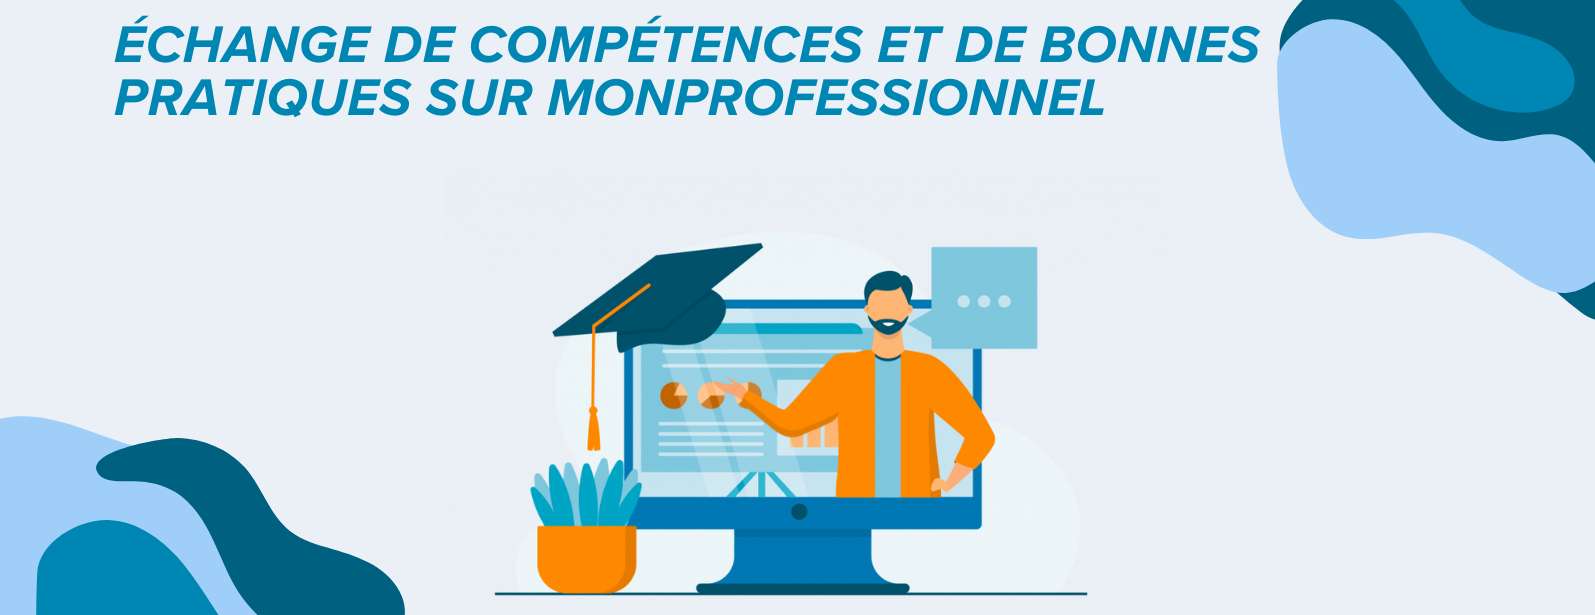 ÉCHANGE DE COMPÉTENCES ET DE BONNES
PRATIQUES SUR MONPROFESSIONNEL